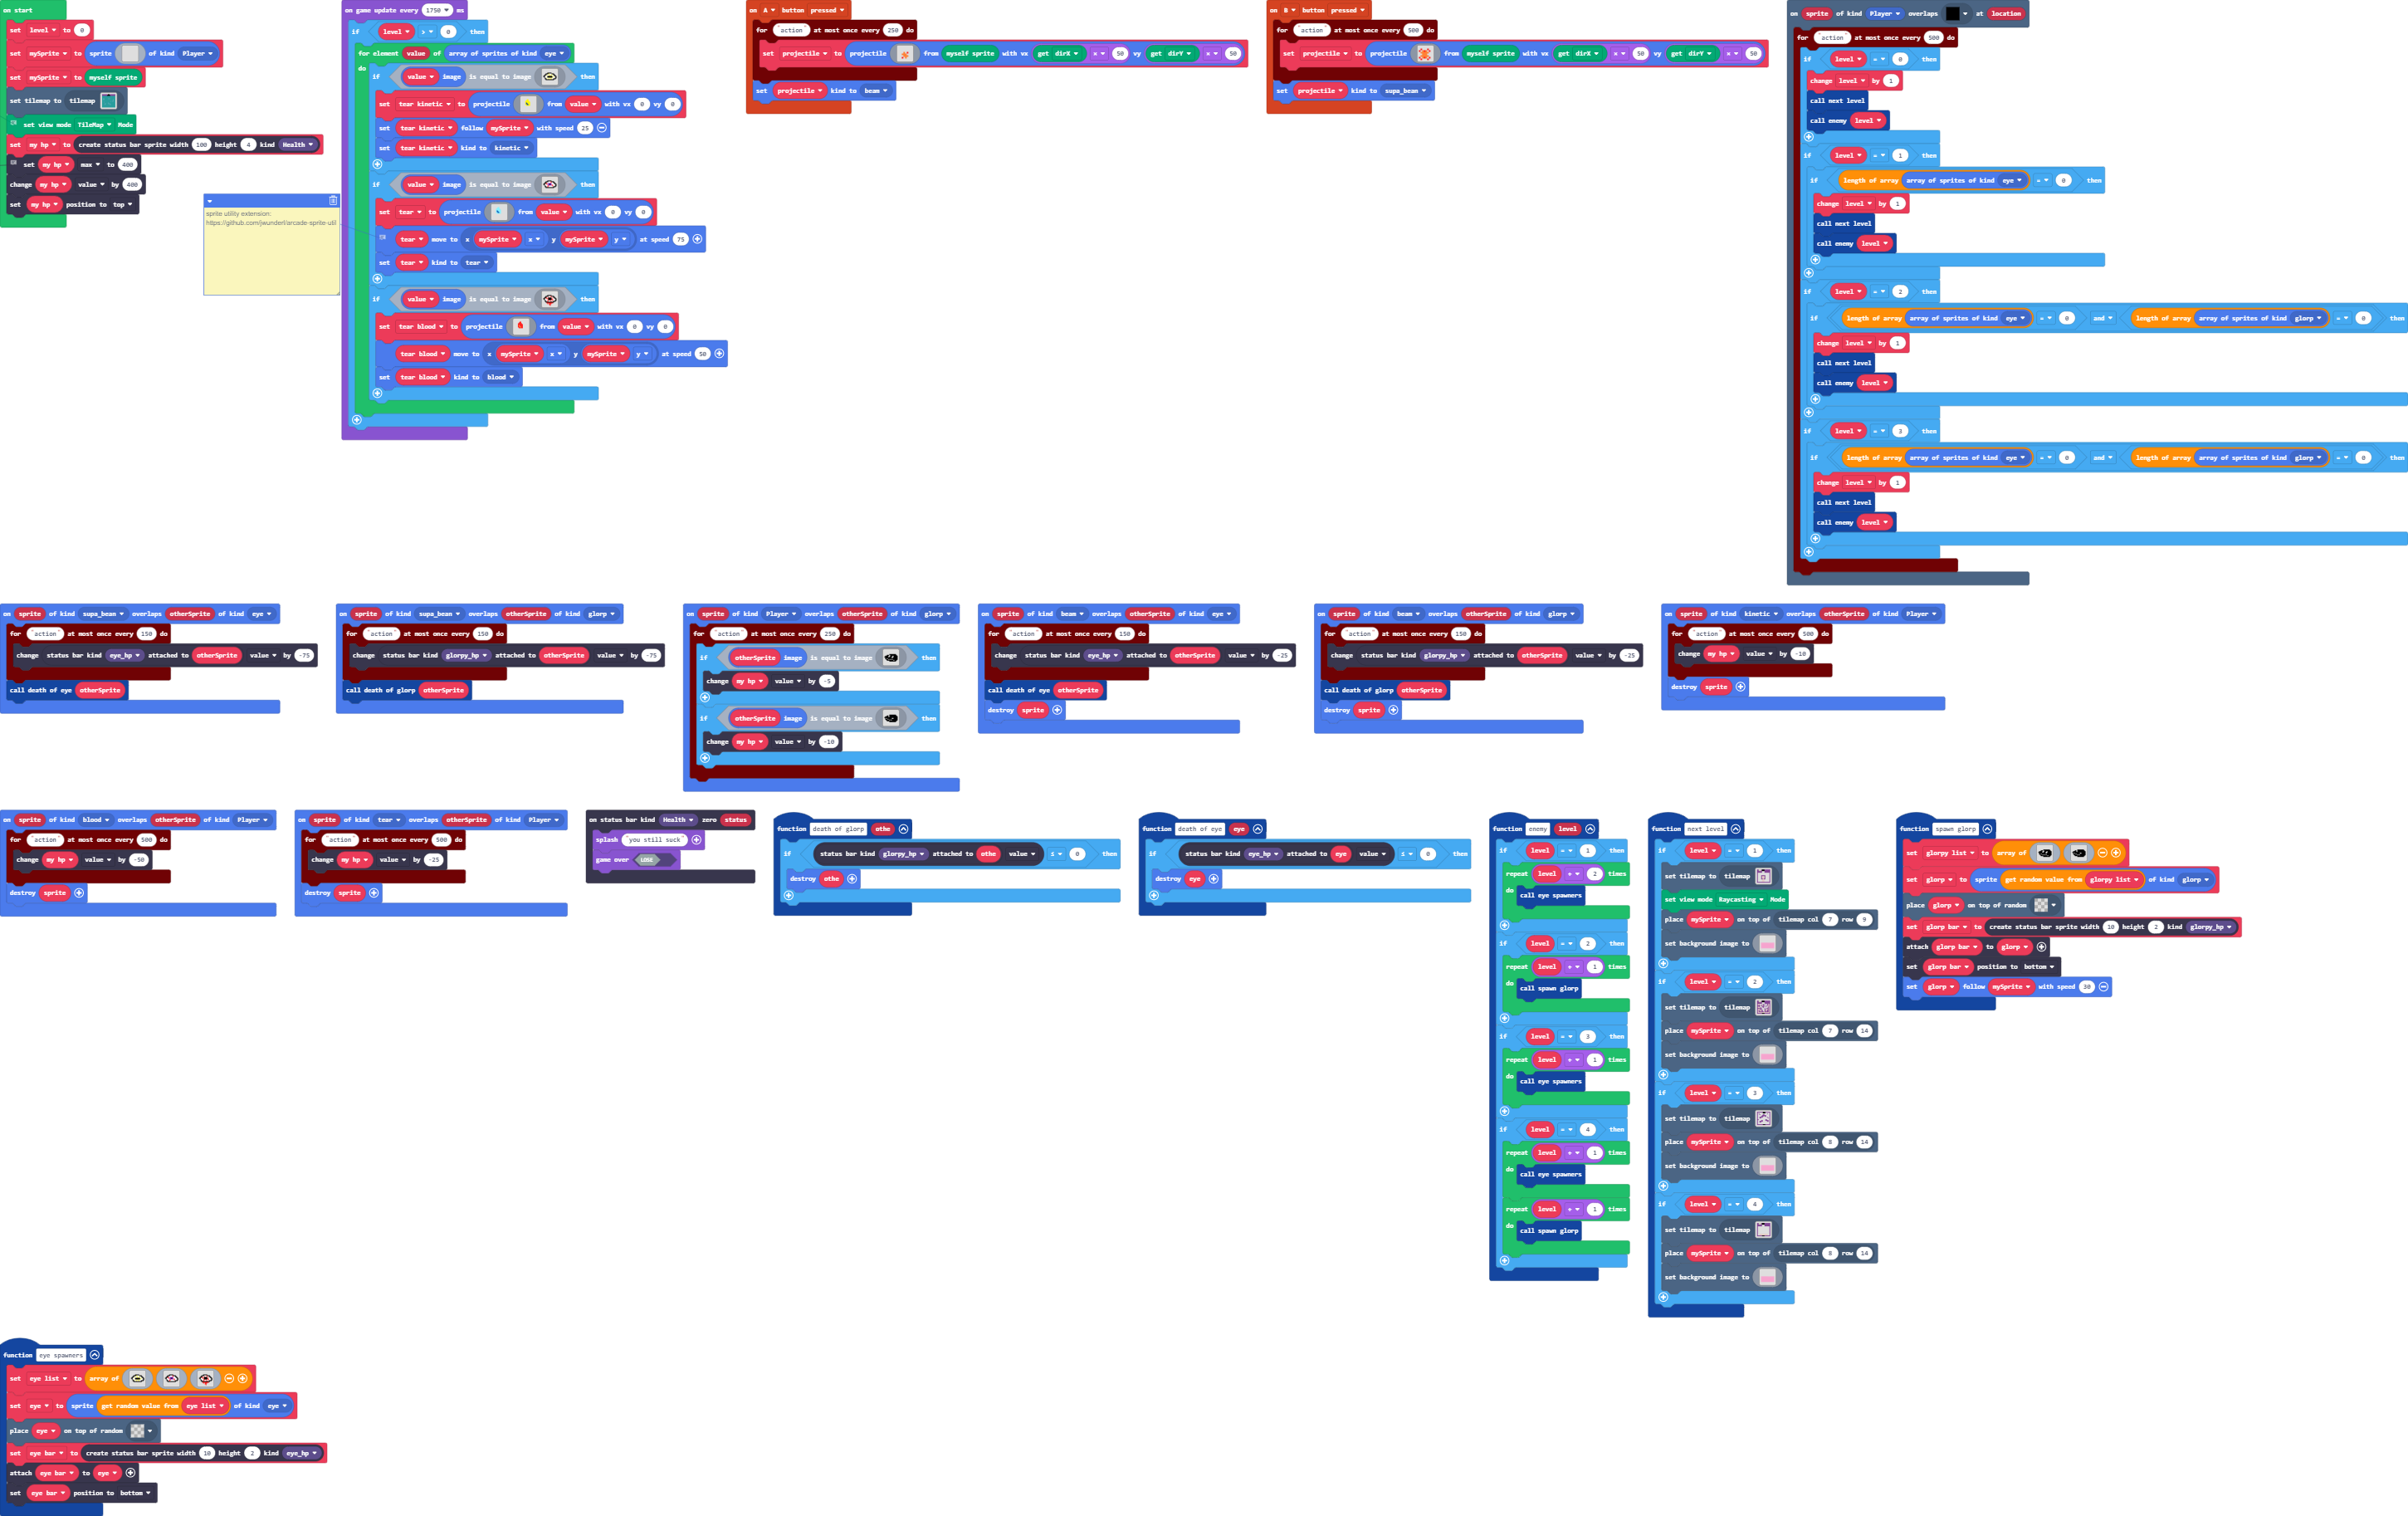 on start
set level to 0
set mySprite to sprite of kind Player
set mySprite to myself sprite
set tilemap to tilemap
set view mode TileMap Mode
set my hp to create status bar sprite width 100 height 4 kind Health
set my hp max to 400
change my hp value by 400
set my hp position to top
sprite utility extension:
https://github.com/jwunderl/arcade-sprite-util
on game update every 1750 ms
if level > 0 then
for element value of array of sprites of kind eye
do
if value image is equal to image then
set tear kinetic to projectile from value with vx 0 vy 0
set tear kinetic follow mySprite with speed 25
set tear kinetic kind to kinetic
if value image is equal to image then
set tear to projectile from value with vx 0 vy 0
tear move to x mySprite x y mySprite y at speed 75
set tear kind to tear
if value image is equal to image then
set tear blood to projectile from value with vx 0 vy 0
tear blood move to x mySprite x y mySprite y at speed 50
set tear blood kind to blood
on A button pressed
for "action" at most once every 250 do
set projectile to projectile from myself sprite with vx get dirX × 50 vy get dirY × 50
set projectile kind to beam
on B button pressed
for "action" at most once every 500 do
set projectile to projectile from myself sprite with vx get dirX × 50 vy get dirY × 50
set projectile kind to supa_beam
on sprite of kind Player overlaps at location
for "action" at most once every 500 do
if level = 0 then
change level by 1
call next level
call enemy level
if level = 1 then
if length of array array of sprites of kind eye = 0 then
change level by 1
call next level
call enemy level
if level = 2 then
if length of array array of sprites of kind eye = 0 and length of array array of sprites of kind glorp = 0 then
change level by 1
call next level
call enemy level
if level = 3 then
if length of array array of sprites of kind eye = 0 and length of array array of sprites of kind glorp = 0 then
change level by 1
call next level
call enemy level
on sprite of kind supa_bean overlaps otherSprite of kind eye
for "action" at most once every 150 do
change status bar kind eye_hp attached to otherSprite value by -75
call death of eye otherSprite
on sprite of kind supa_bean overlaps otherSprite of kind glorp
for "action" at most once every 150 do
change status bar kind glorpy_hp attached to otherSprite value by -75
call death of glorp otherSprite
on sprite of kind Player overlaps otherSprite of kind glorp
for "action" at most once every 250 do
if otherSprite image is equal to image then
change my hp value by -5
if otherSprite image is equal to image then
change my hp value by -10
on sprite of kind beam overlaps otherSprite of kind eye
for "action" at most once every 150 do
change status bar kind eye_hp attached to otherSprite value by -25
call death of eye otherSprite
destroy sprite
on sprite of kind beam overlaps otherSprite of kind glorp
for "action" at most once every 150 do
change status bar kind glorpy_hp attached to otherSprite value by -25
call death of glorp otherSprite
destroy sprite
on sprite of kind kinetic overlaps otherSprite of kind Player
for "action" at most once every 500 do
change my hp value by -10
destroy sprite
on sprite of kind blood overlaps otherSprite of kind Player
for "action" at most once every 500 do
change my hp value by -50
destroy sprite
on sprite of kind tear overlaps otherSprite of kind Player
for "action" at most once every 500 do
change my hp value by -25
destroy sprite
on status bar kind Health zero status
splash "you still suck"
game over LOSE
function death of glorp othe
if status bar kind glorpy_hp attached to othe value ≤ 0 then
destroy othe
function death of eye eye
if status bar kind eye_hp attached to eye value ≤ 0 then
destroy eye
function enemy level
if level = 1 then
repeat level + 2 times
do call eye spawners
if level = 2 then
repeat level + 1 times
do call spawn glorp
if level = 3 then
repeat level + 1 times
do call eye spawners
if level = 4 then
repeat level + 1 times
do call eye spawners
repeat level + 1 times
do call spawn glorp
function next level
if level = 1 then
set tilemap to tilemap
set view mode Raycasting Mode
place mySprite on top of tilemap col 7 row 9
set background image to
if level = 2 then
set tilemap to tilemap
place mySprite on top of tilemap col 7 row 14
set background image to
if level = 3 then
set tilemap to tilemap
place mySprite on top of tilemap col 8 row 14
set background image to
if level = 4 then
set tilemap to tilemap
place mySprite on top of tilemap col 8 row 14
set background image to
function spawn glorp
set glorpy list to array of
set glorp to sprite get random value from glorpy list of kind glorp
place glorp on top of random
set glorp bar to create status bar sprite width 10 height 2 kind glorpy_hp
attach glorp bar to glorp
set glorp bar position to bottom
set glorp follow mySprite with speed 30
function eye spawners
set eye list to array of
set eye to sprite get random value from eye list of kind eye
place eye on top of random
set eye bar to create status bar sprite width 10 height 2 kind eye_hp
attach eye bar to eye
set eye bar position to bottom